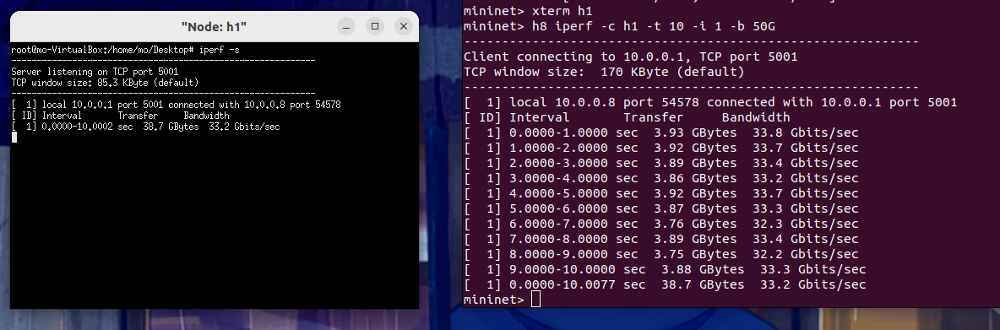 "Node: h1"
root@mo-VirtualBox:/home/mo/Desktop# iperf -s
------------------------------------------------------------
Server listening on TCP port 5001
TCP window size: 85.3 KByte (default)
------------------------------------------------------------
[  1] local 10.0.0.1 port 5001 connected with 10.0.0.8 port 54578
[ ID] Interval       Transfer     Bandwidth
[  1] 0.0000-10.0002 sec  38.7 GBytes  33.2 Gbits/sec
mininet> xterm h1
mininet> h8 iperf -c h1 -t 10 -i 1 -b 50G
------------------------------------------------------------
Client connecting to 10.0.0.1, TCP port 5001
TCP window size:  170 KByte (default)
------------------------------------------------------------
[  1] local 10.0.0.8 port 54578 connected with 10.0.0.1 port 5001
[ ID] Interval       Transfer     Bandwidth
[  1] 0.0000-1.0000 sec  3.93 GBytes  33.8 Gbits/sec
[  1] 1.0000-2.0000 sec  3.92 GBytes  33.7 Gbits/sec
[  1] 2.0000-3.0000 sec  3.89 GBytes  33.4 Gbits/sec
[  1] 3.0000-4.0000 sec  3.86 GBytes  33.2 Gbits/sec
[  1] 4.0000-5.0000 sec  3.92 GBytes  33.7 Gbits/sec
[  1] 5.0000-6.0000 sec  3.87 GBytes  33.3 Gbits/sec
[  1] 6.0000-7.0000 sec  3.76 GBytes  32.3 Gbits/sec
[  1] 7.0000-8.0000 sec  3.89 GBytes  33.4 Gbits/sec
[  1] 8.0000-9.0000 sec  3.75 GBytes  32.2 Gbits/sec
[  1] 9.0000-10.0000 sec  3.88 GBytes  33.3 Gbits/sec
[  1] 0.0000-10.0077 sec  38.7 GBytes  33.2 Gbits/sec
mininet>